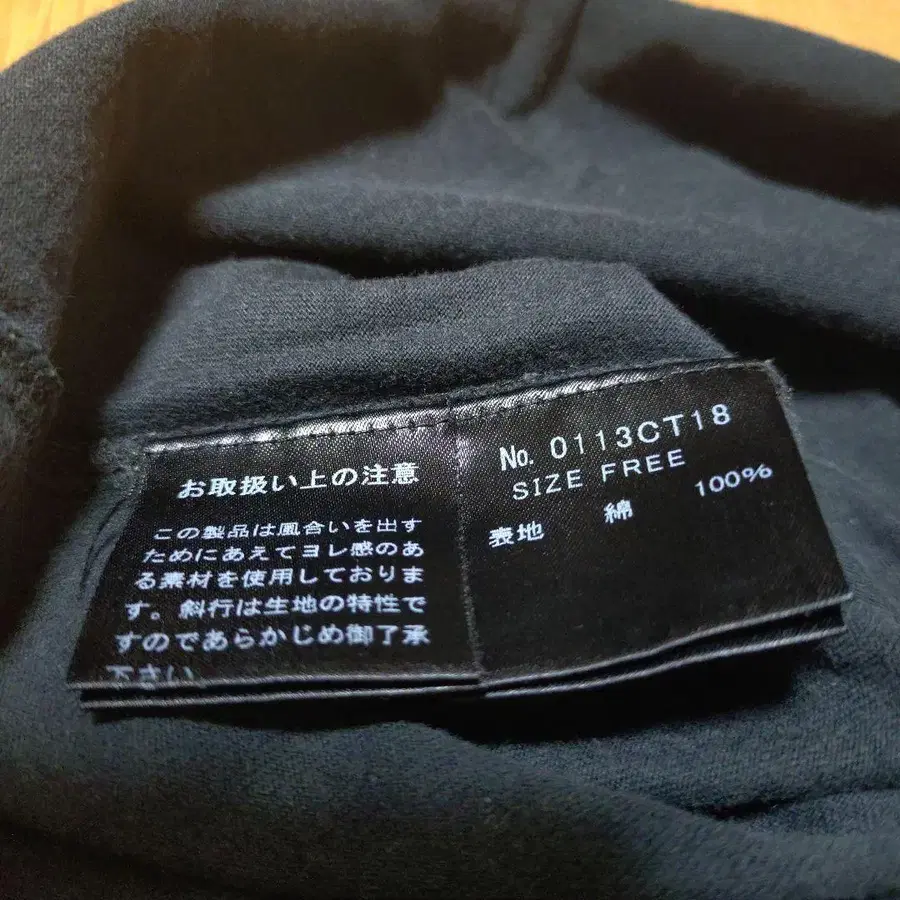 お取扱い上の注意
この製品は風合いを出す
ためにあえてヨレ感のあ
る素材を使用しておりま
す。斜行は生地の特性で
すのであらかじめ御了承
下さい
No. 0113CT18
SIZE FREE
表地 綿 100%